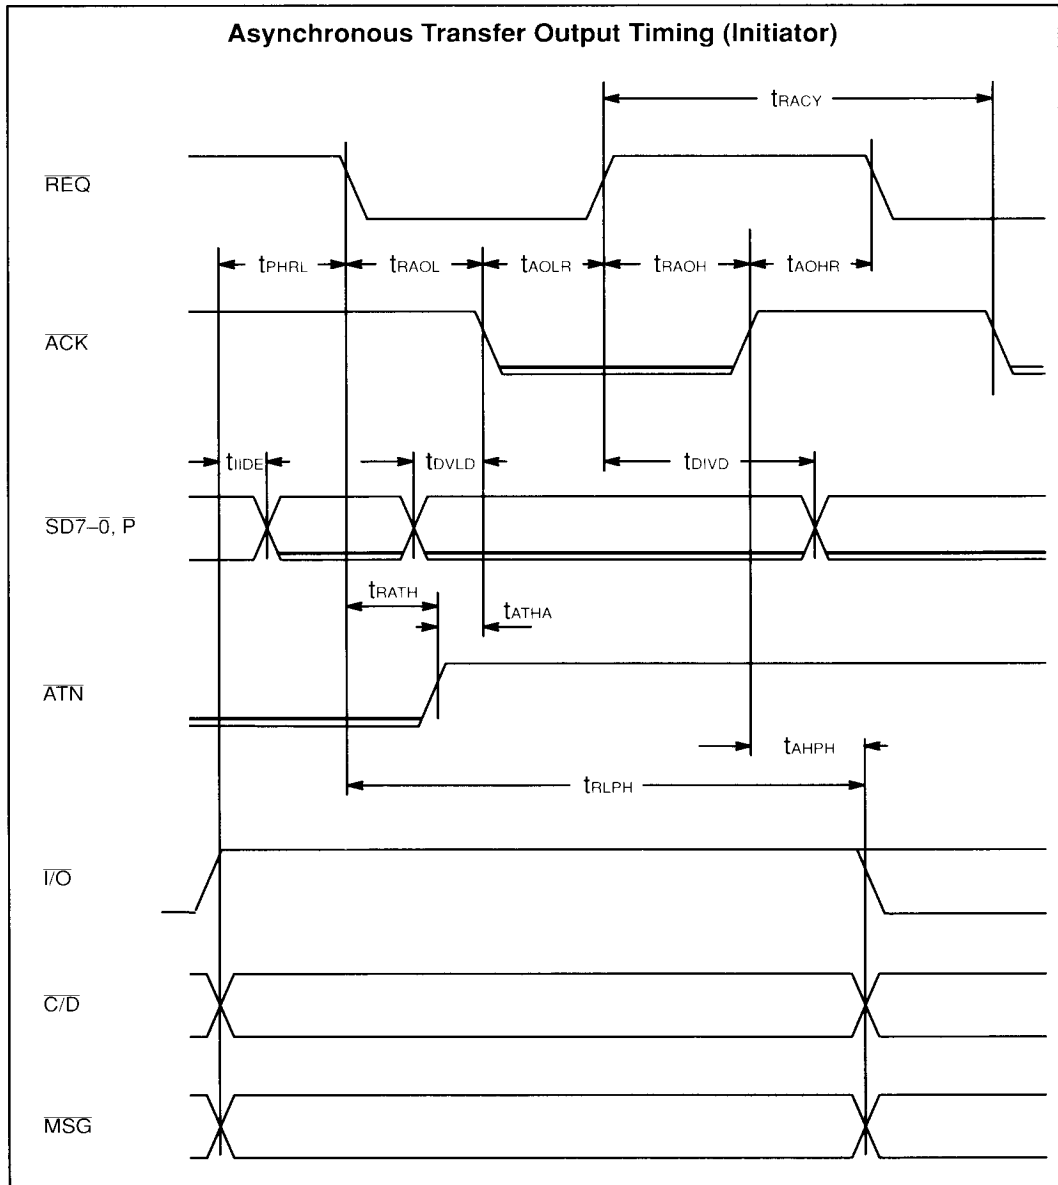 Asynchronous Transfer Output Timing (Initiator)
tRACY
REQ
tPHRL tRAOL tAOLR tRAOH tAOHR
ACK
tIIDE tDVLD tDIVD
SD7–0, P
tRATH
tATHA
ATN
tAHPH
tRLPH
I/O
C/D
MSG